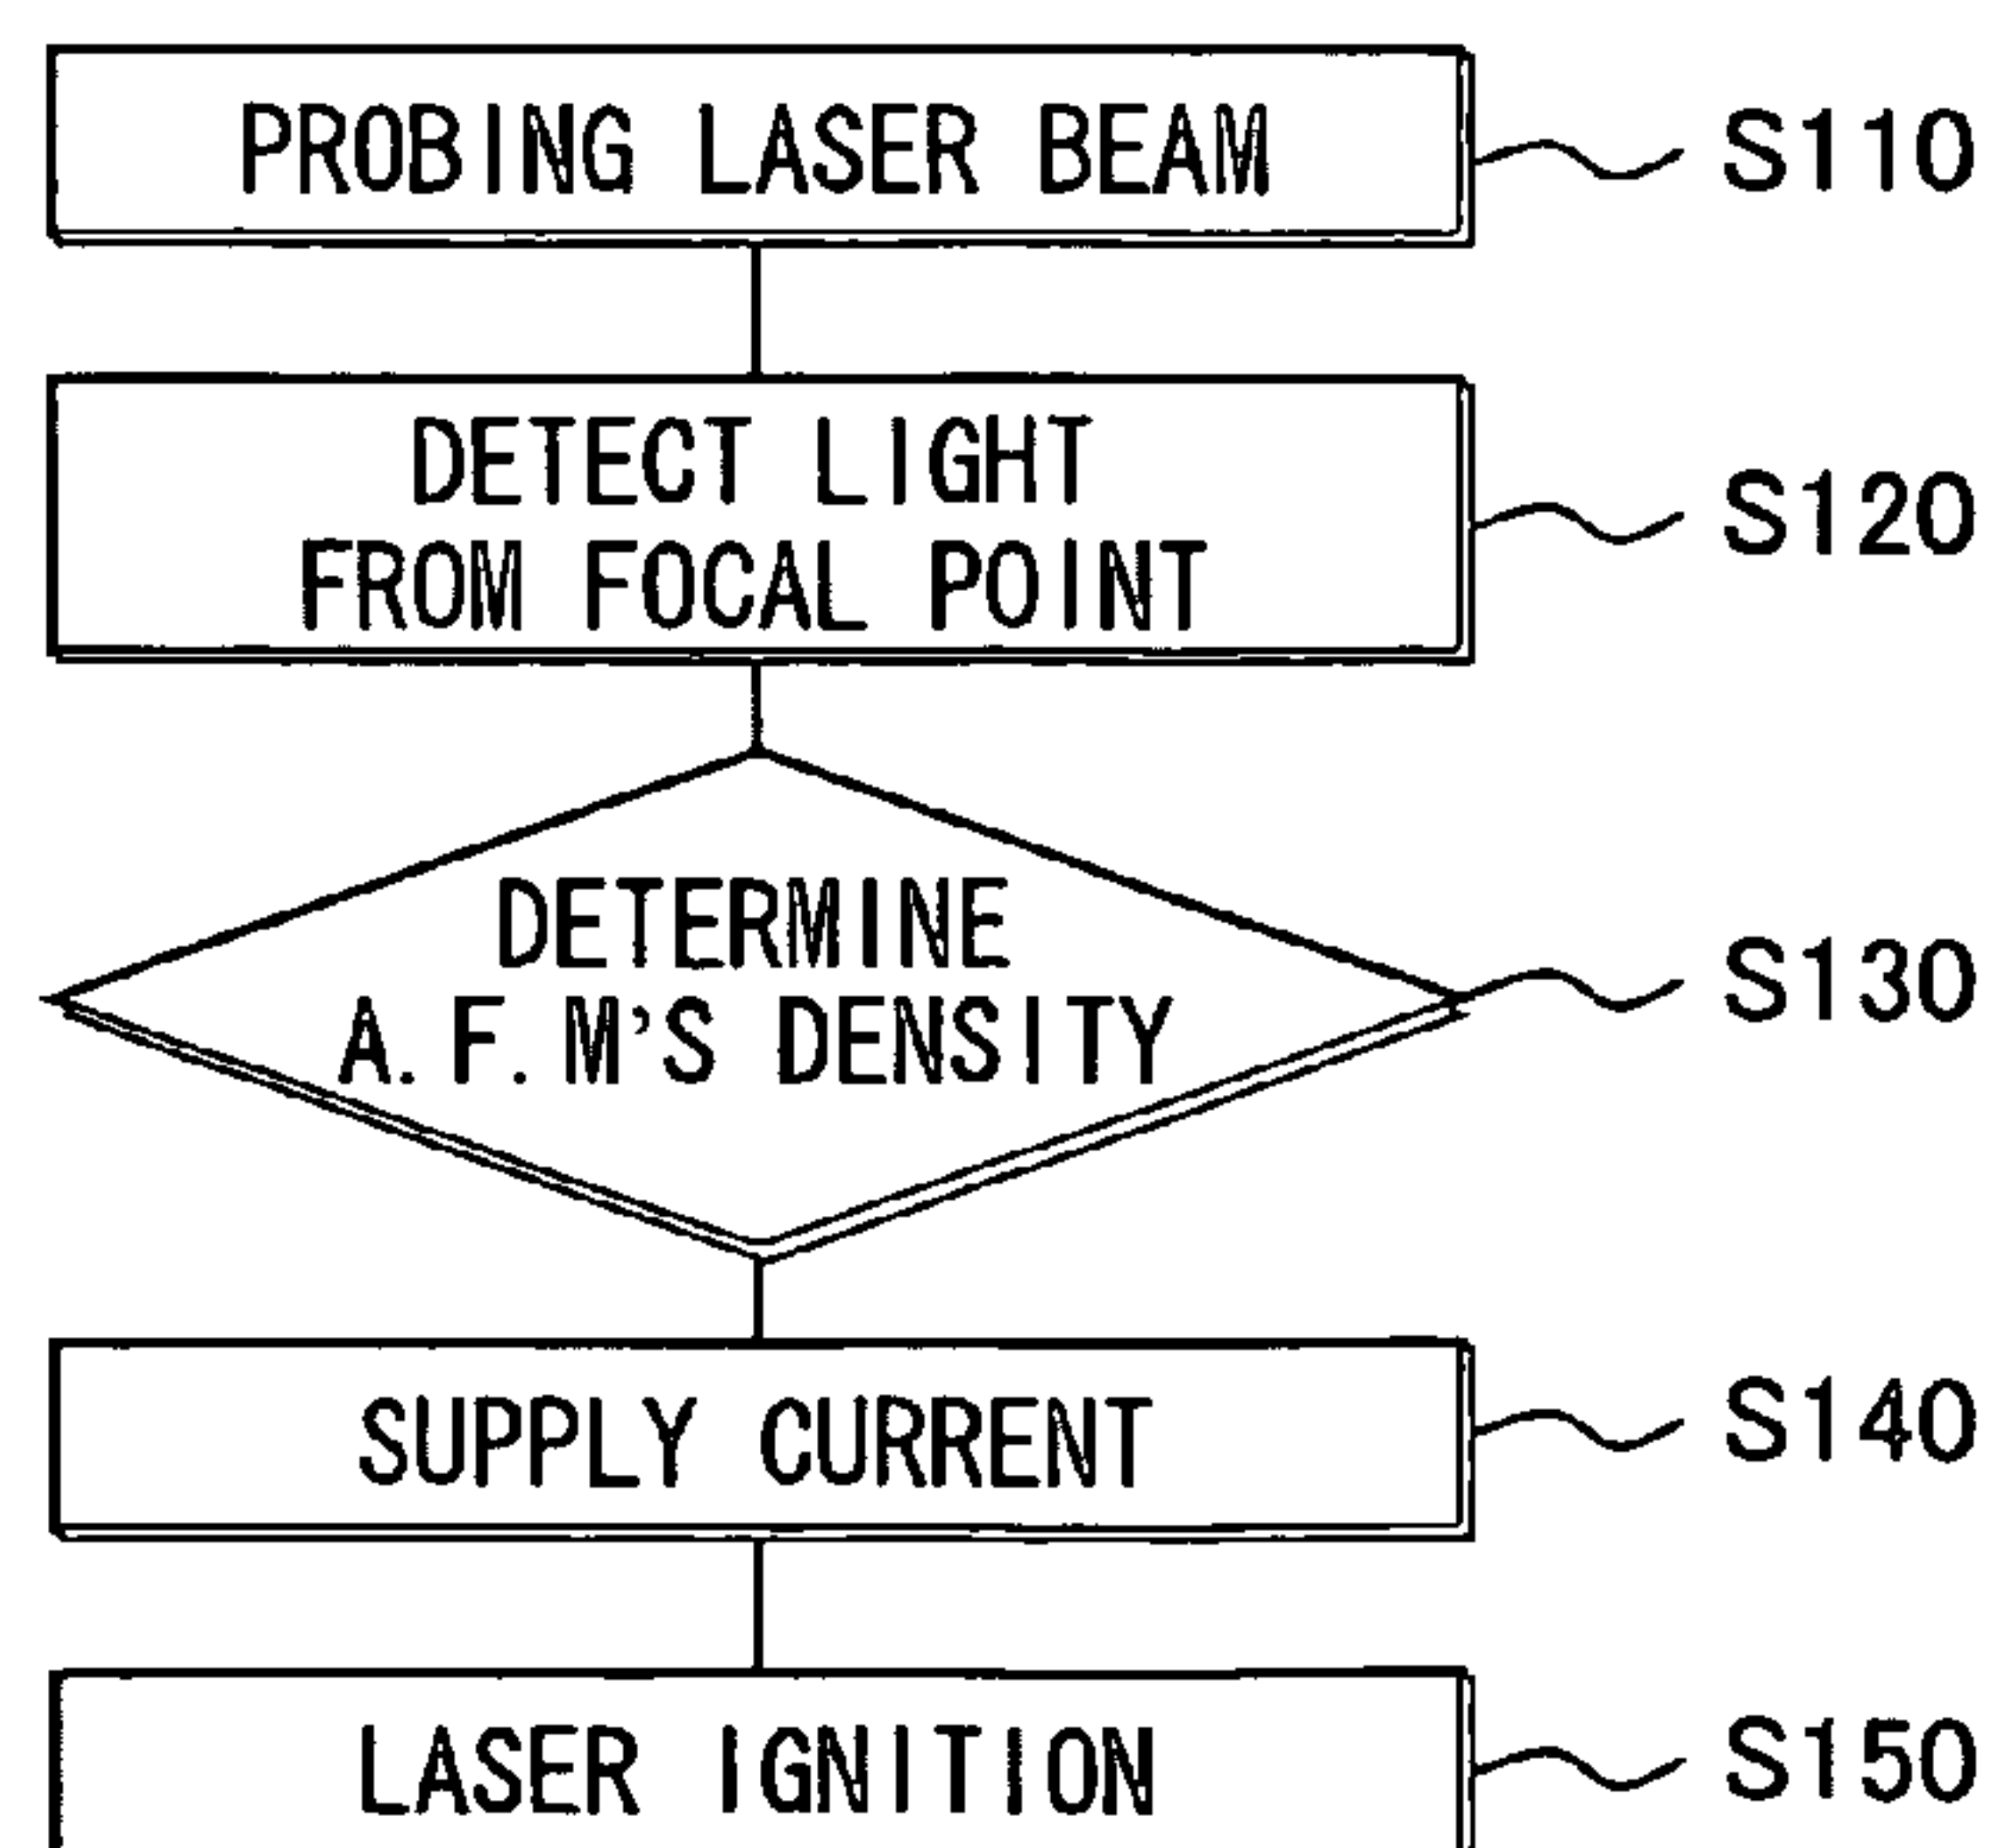 PROBING LASER BEAM
S110
DETECT LIGHT
FROM FOCAL POINT
S120
DETERMINE
A.F.M'S DENSITY
S130
SUPPLY CURRENT
S140
LASER IGNITION
S150